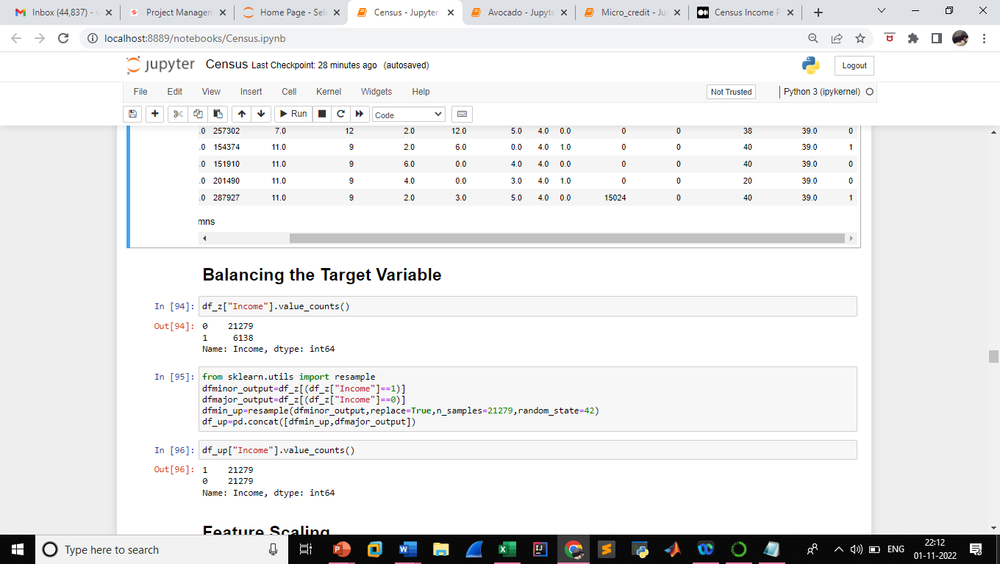 Inbox (44,837) - v
Project Managem
Home Page - Sele
Census - Jupyter
Avocado - Jupyte
Micro_credit - Ju
Census Income P
localhost:8889/notebooks/Census.ipynb
jupyter Census Last Checkpoint: 28 minutes ago (autosaved)
Logout
File Edit View Insert Cell Kernel Widgets Help
Not Trusted
Python 3 (ipykernel)
Run
Code
.0 257302 7.0 12 2.0 12.0 5.0 4.0 0.0 0 0 38 39.0 0
.0 154374 11.0 9 2.0 6.0 0.0 4.0 1.0 0 0 40 39.0 1
.0 151910 11.0 9 6.0 0.0 4.0 4.0 0.0 0 0 40 39.0 0
.0 201490 11.0 9 4.0 0.0 3.0 4.0 1.0 0 0 20 39.0 0
.0 287927 11.0 9 2.0 3.0 5.0 4.0 0.0 15024 0 40 39.0 1
mns
Balancing the Target Variable
In [94]: df_z["Income"].value_counts()
Out[94]: 0 21279
1 6138
Name: Income, dtype: int64
In [95]: from sklearn.utils import resample
dfminor_output=df_z[(df_z["Income"]==1)]
dfmajor_output=df_z[(df_z["Income"]==0)]
dfmin_up=resample(dfminor_output,replace=True,n_samples=21279,random_state=42)
df_up=pd.concat([dfmin_up,dfmajor_output])
In [96]: df_up["Income"].value_counts()
Out[96]: 1 21279
0 21279
Name: Income, dtype: int64
Feature Scaling
Type here to search
ENG
22:12
01-11-2022